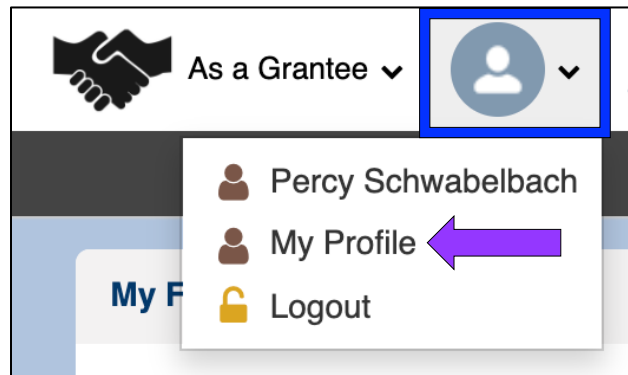 As a Grantee
Percy Schwabelbach
My Profile
My F
Logout